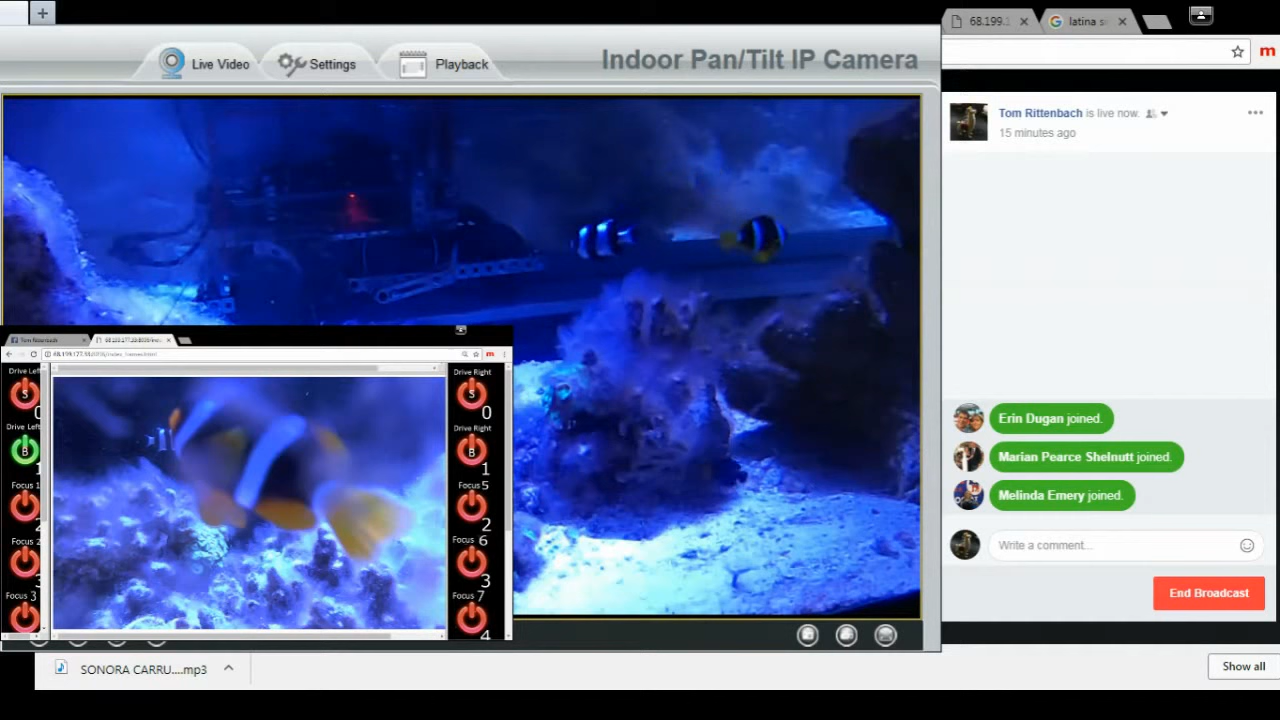 +
68.199.1
latina s
Live Video
Settings
Playback
Indoor Pan/Tilt IP Camera
m
Tom Rittenbach is live now.
15 minutes ago
Tom Rittenbach
m
Drive Left
S
0
Drive Left
B
1
Focus 1
2
Focus 2
3
Focus 3
Drive Right
S
0
Drive Right
B
1
Focus 5
2
Focus 6
3
Focus 7
4
Erin Dugan joined.
Marian Pearce Shelnutt joined.
Melinda Emery joined.
Write a comment...
End Broadcast
SONORA CARRU....mp3
Show all